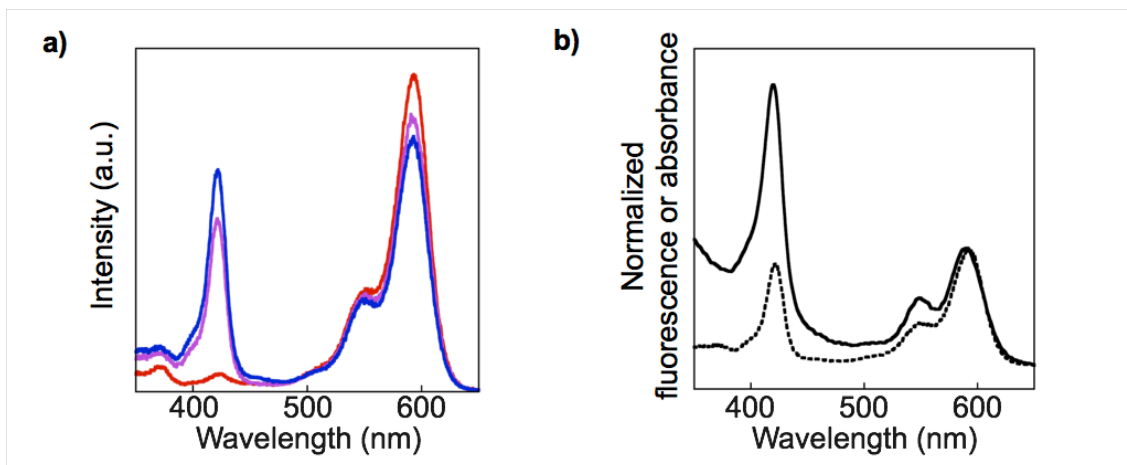 a)
Intensity (a.u.)
400 500 600
Wavelength (nm)
b)
Normalized
fluorescence or absorbance
400 500 600
Wavelength (nm)